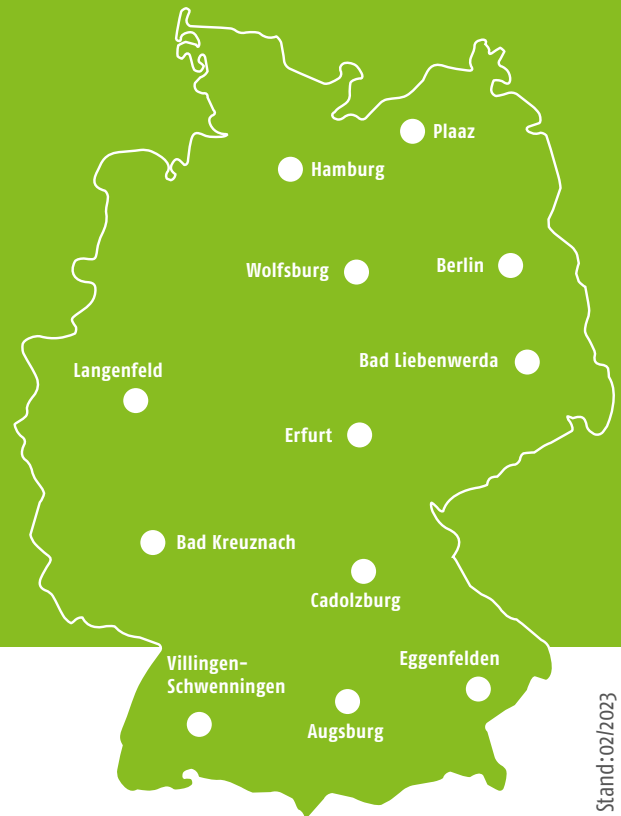 Plaaz
Hamburg
Wolfsburg
Berlin
Bad Liebenwerda
Langenfeld
Erfurt
Bad Kreuznach
Cadolzburg
Villingen-
Schwenningen
Eggenfelden
Augsburg
Stand:02/2023